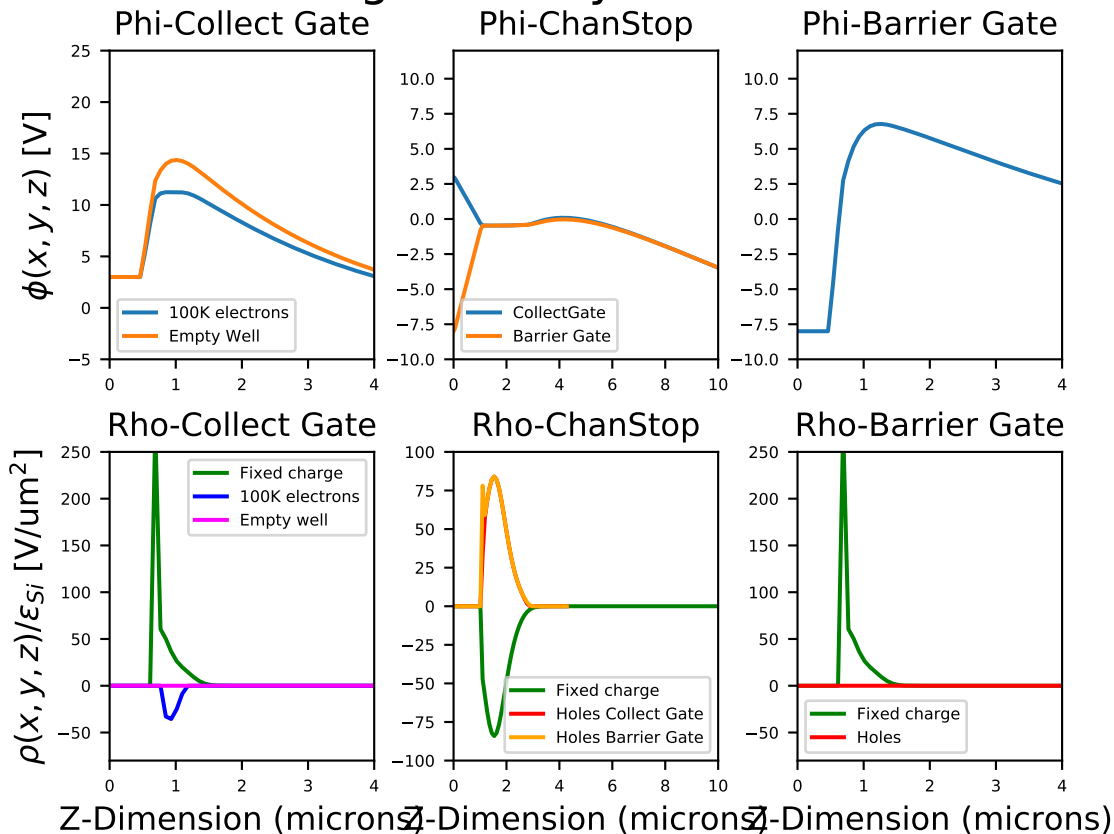 Phi-Collect Gate
Phi-ChanStop
Phi-Barrier Gate
ϕ(x, y, z) [V]
25
20
15
10
5
0
−5
100K electrons
Empty Well
0 1 2 3 4
10.0
7.5
5.0
2.5
0.0
−2.5
−5.0
−7.5
−10.0
CollectGate
Barrier Gate
0 2 4 6 8 10
10.0
7.5
5.0
2.5
0.0
−2.5
−5.0
−7.5
−10.0
0 1 2 3 4
Rho-Collect Gate
Rho-ChanStop
Rho-Barrier Gate
ρ(x, y, z)/εSi [V/um²]
250
200
150
100
50
0
−50
Fixed charge
100K electrons
Empty well
0 1 2 3 4
Z-Dimension (microns)
100
75
50
25
0
−25
−50
−75
−100
Fixed charge
Holes Collect Gate
Holes Barrier Gate
0 2 4 6 8 10
Z-Dimension (microns)
250
200
150
100
50
0
−50
Fixed charge
Holes
0 1 2 3 4
Z-Dimension (microns)